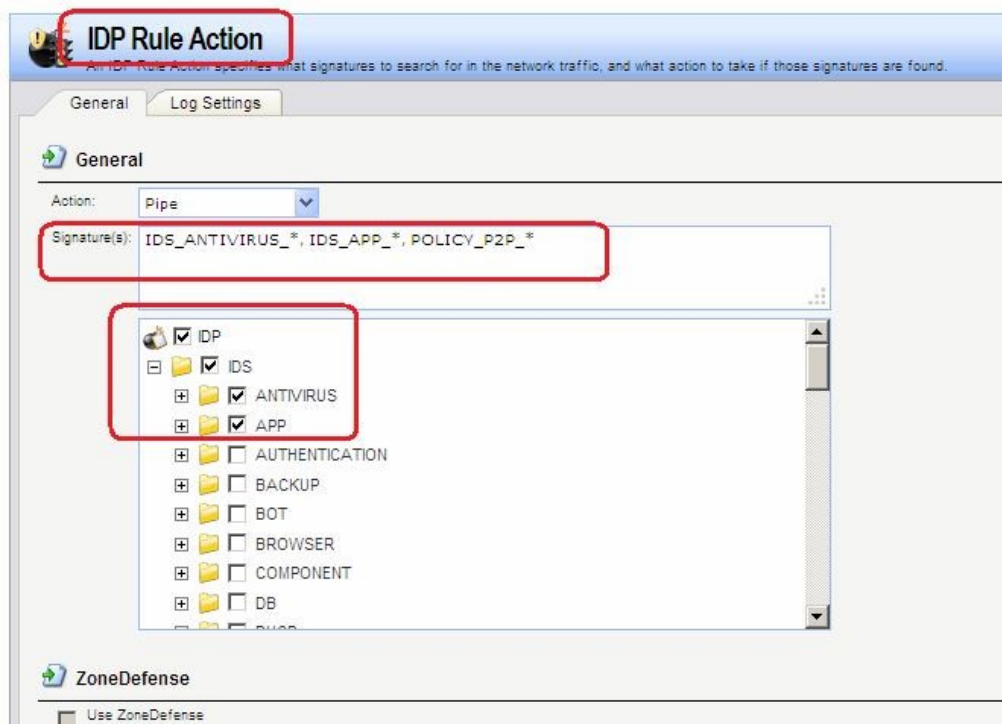 IDP Rule Action
An IDP Rule Action specifies what signatures to search for in the network traffic, and what action to take if those signatures are found.
General
Log Settings
General
Action:
Pipe
Signature(s):
IDS_ANTIVIRUS_*, IDS_APP_*, POLICY_P2P_*
IDP
IDS
ANTIVIRUS
APP
AUTHENTICATION
BACKUP
BOT
BROWSER
COMPONENT
DB
ZoneDefense
Use ZoneDefense